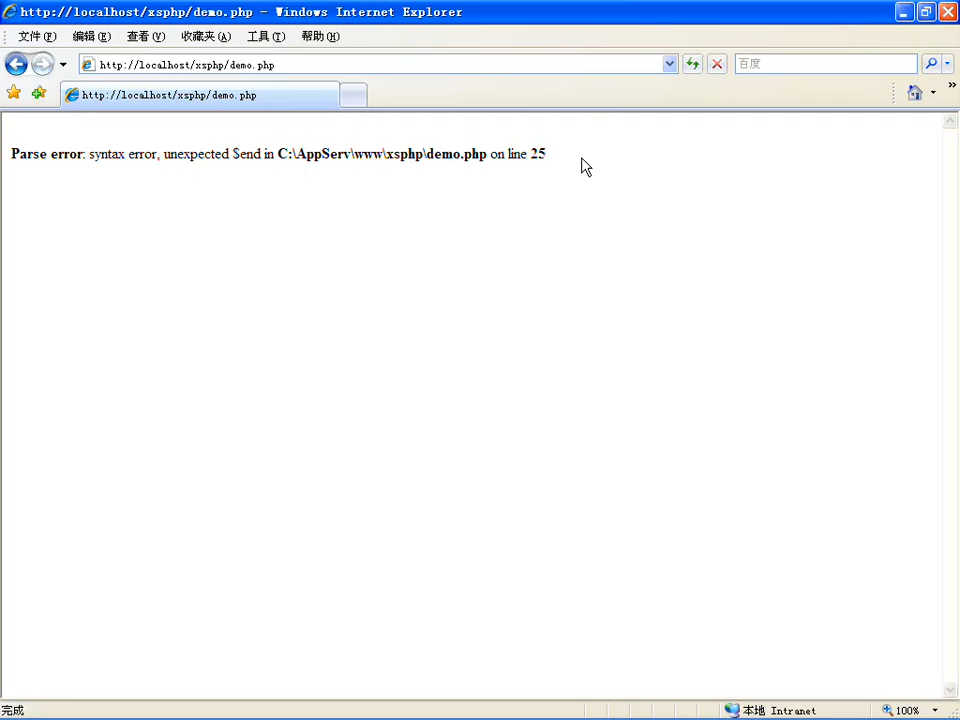 http://localhost/xsphp/demo.php - Windows Internet Explorer
文件(F) 编辑(E) 查看(V) 收藏夹(A) 工具(T) 帮助(H)
http://localhost/xsphp/demo.php 百度
http://localhost/xsphp/demo.php
Parse error: syntax error, unexpected $end in C:\AppServ\www\xsphp\demo.php on line 25
完成 本地 Intranet 100%